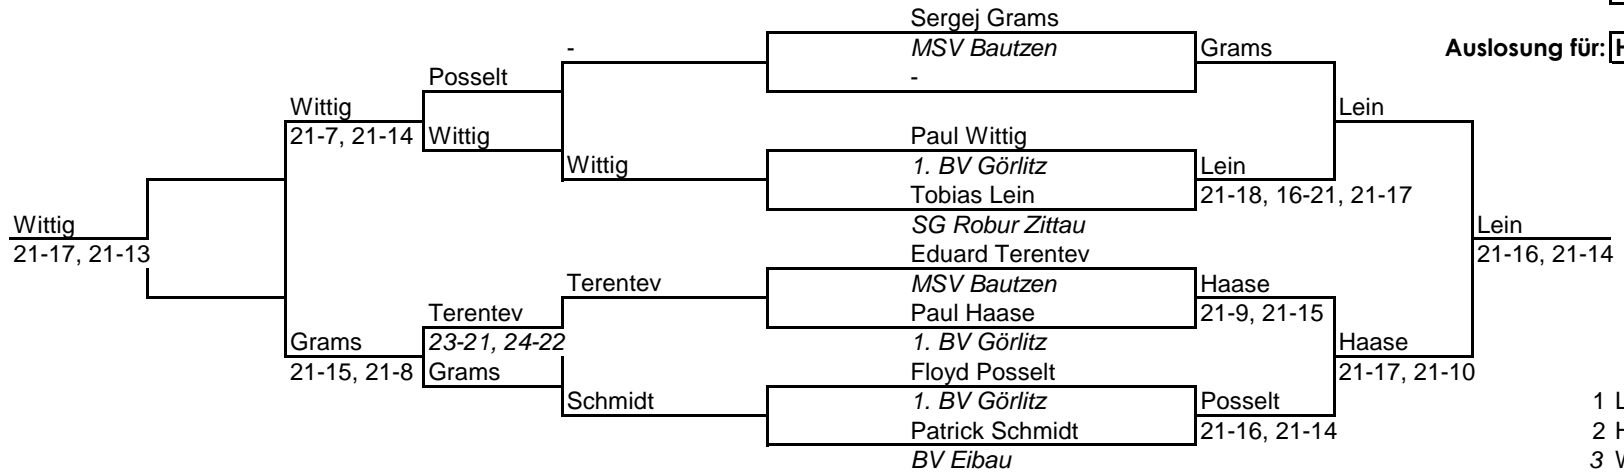 Sergej Grams
- MSV Bautzen Grams Auslosung für: H
Posselt -
Wittig Lein
21-7, 21-14 Wittig Paul Wittig
Wittig 1. BV Görlitz Lein
Tobias Lein 21-18, 16-21, 21-17
Wittig SG Robur Zittau Lein
21-17, 21-13 Eduard Terentev 21-16, 21-14
Terentev MSV Bautzen Haase
Terentev Paul Haase 21-9, 21-15
Grams 23-21, 24-22 1. BV Görlitz Haase
21-15, 21-8 Grams Floyd Posselt 21-17, 21-10
Schmidt 1. BV Görlitz Posselt 1 L
Patrick Schmidt 21-16, 21-14 2 H
BV Eibau 3 W